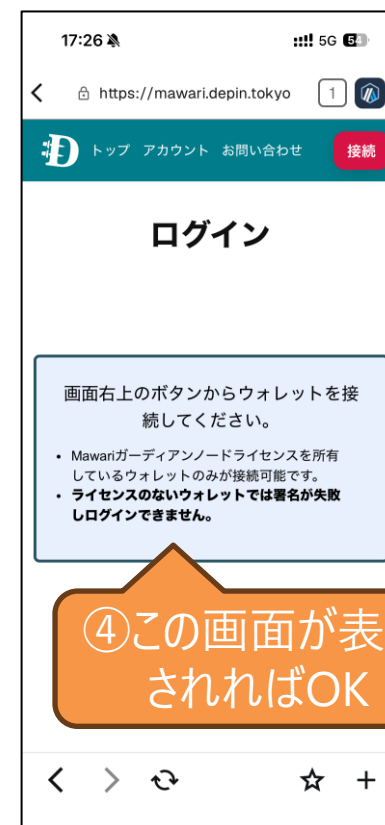 17:26 5G 54
https://mawari.depin.tokyo 1
トップ アカウント お問い合わせ 接続
ログイン
画面右上のボタンからウォレットを接
続してください。
• Mawariガーディアンノードライセンスを所有
しているウォレットのみが接続可能です。
• ライセンスのないウォレットでは署名が失敗
しログインできません。
④この画面が表
されればOK